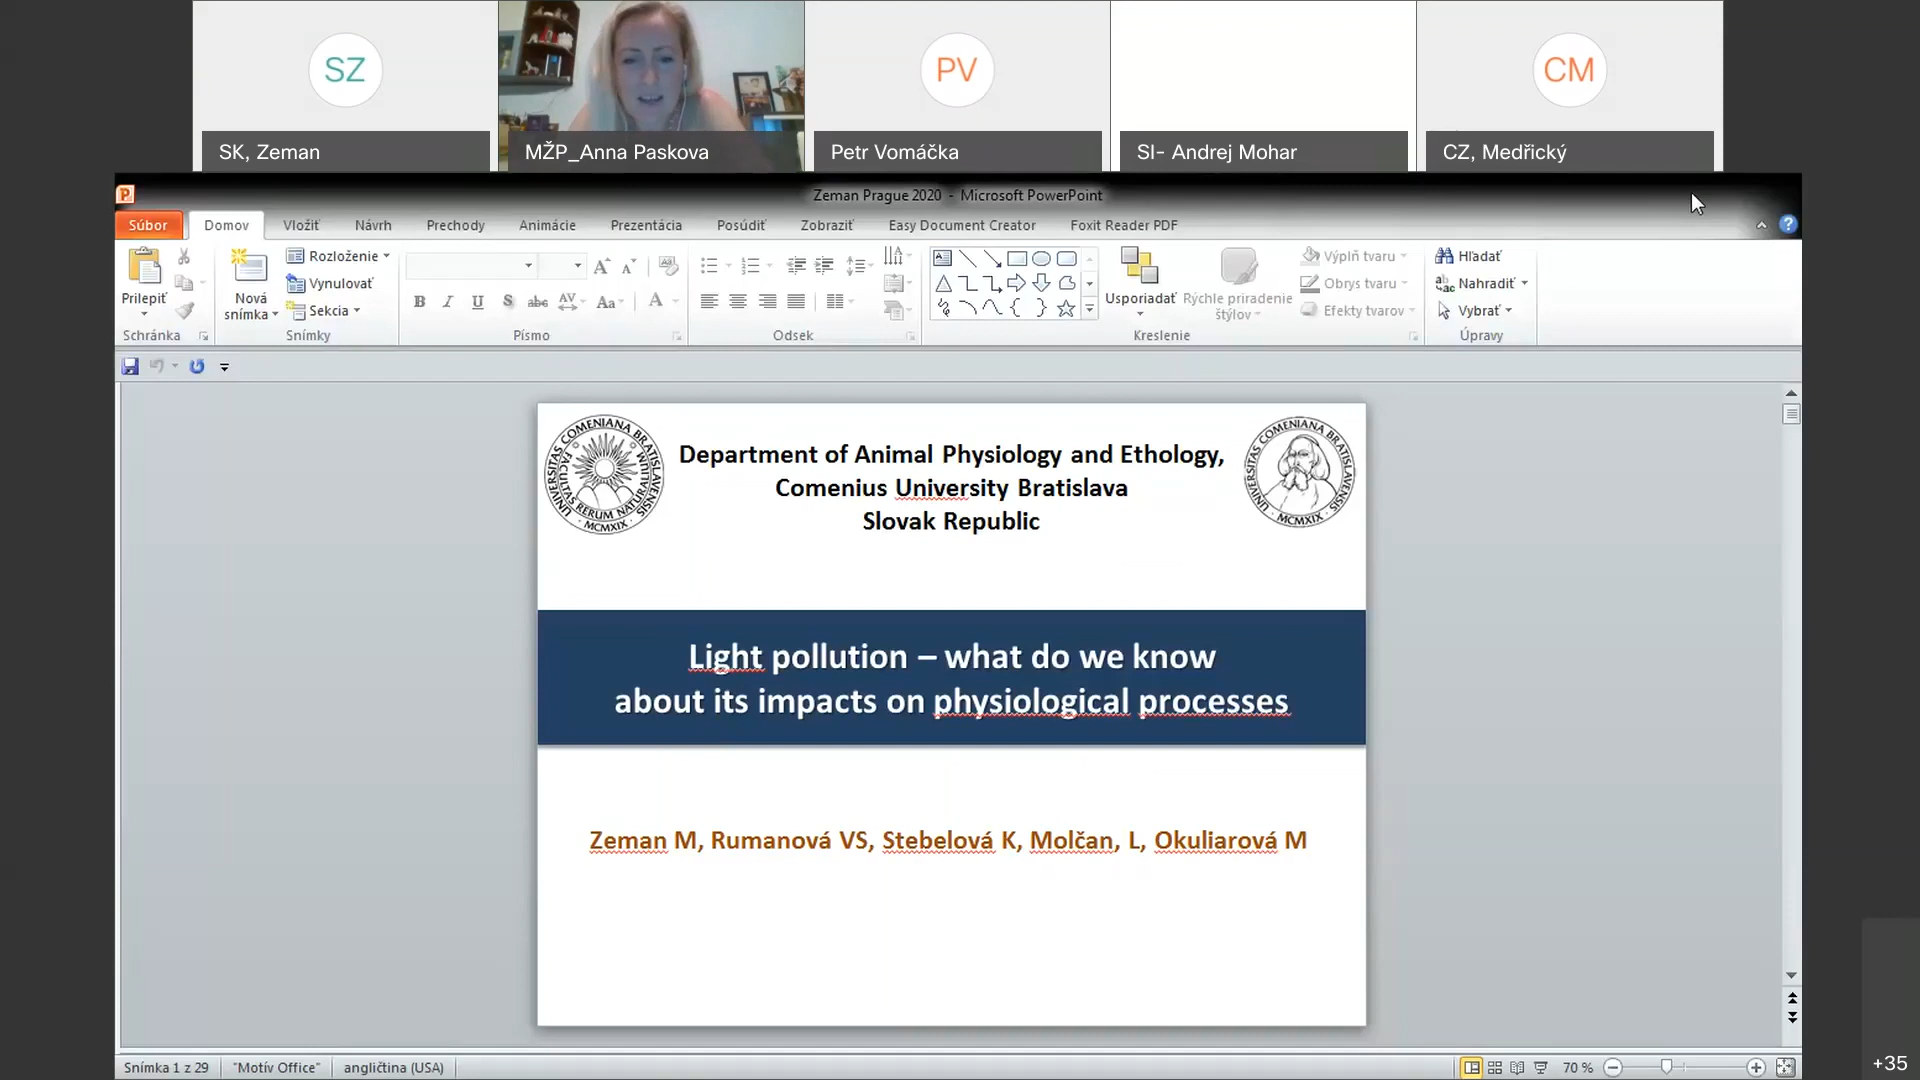 SZ
PV
CM
SK, Zeman
MŽP_Anna Paskova
Petr Vomáčka
SI- Andrej Mohar
CZ, Medřický
Zeman Prague 2020 - Microsoft PowerPoint
Súbor Domov Vložiť Návrh Prechody Animácie Prezentácia Posúdiť Zobraziť Easy Document Creator Foxit Reader PDF
Prilepiť
Schránka
Nová
snímka
Rozloženie
Vynulovať
Sekcia
Snímky
B I U S abc AV Aa A
Písmo
Odsek
Usporiadať
Rýchle priradenie
štýlov
Výplň tvaru
Obrys tvaru
Efekty tvarov
Kreslenie
Hľadať
Nahradiť
Vybrať
Úpravy
UNIVERSITAS COMENIANA BRATISLAVENSIS
FACULTAS RERUM NATURALIUM
MCMXIX
Department of Animal Physiology and Ethology,
Comenius University Bratislava
Slovak Republic
UNIVERSITAS COMENIANA BRATISLAVENSIS
MCMXIX
Light pollution – what do we know
about its impacts on physiological processes
Zeman M, Rumanová VS, Stebelová K, Molčan, L, Okuliarová M
Snímka 1 z 29 "Motív Office" angličtina (USA) 70 %
+35